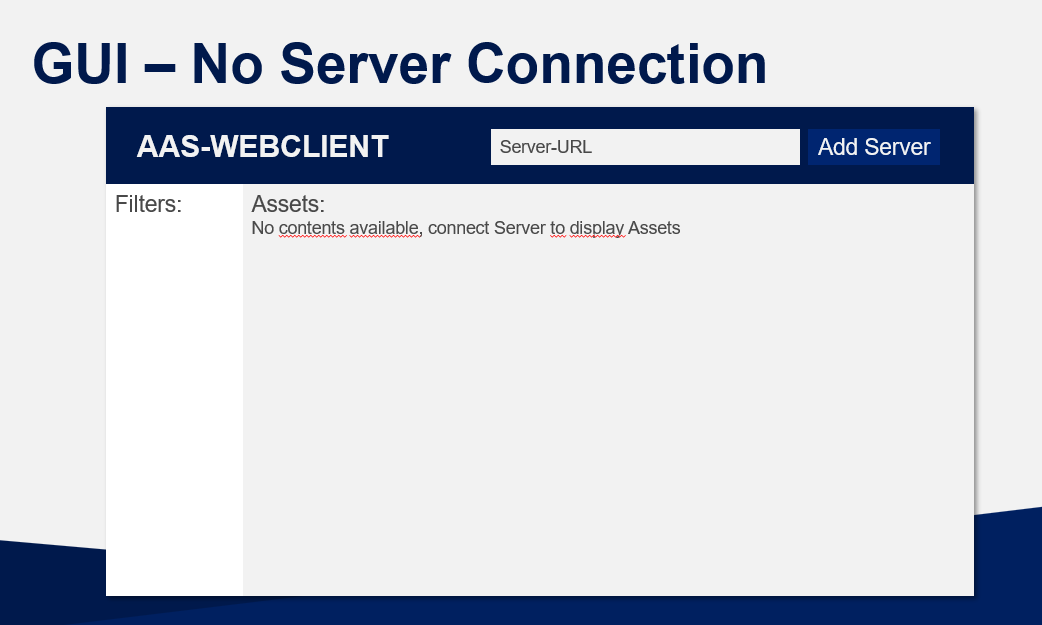 GUI – No Server Connection
AAS-WEBCLIENT
Server-URL
Add Server
Filters:
Assets:
No contents available, connect Server to display Assets